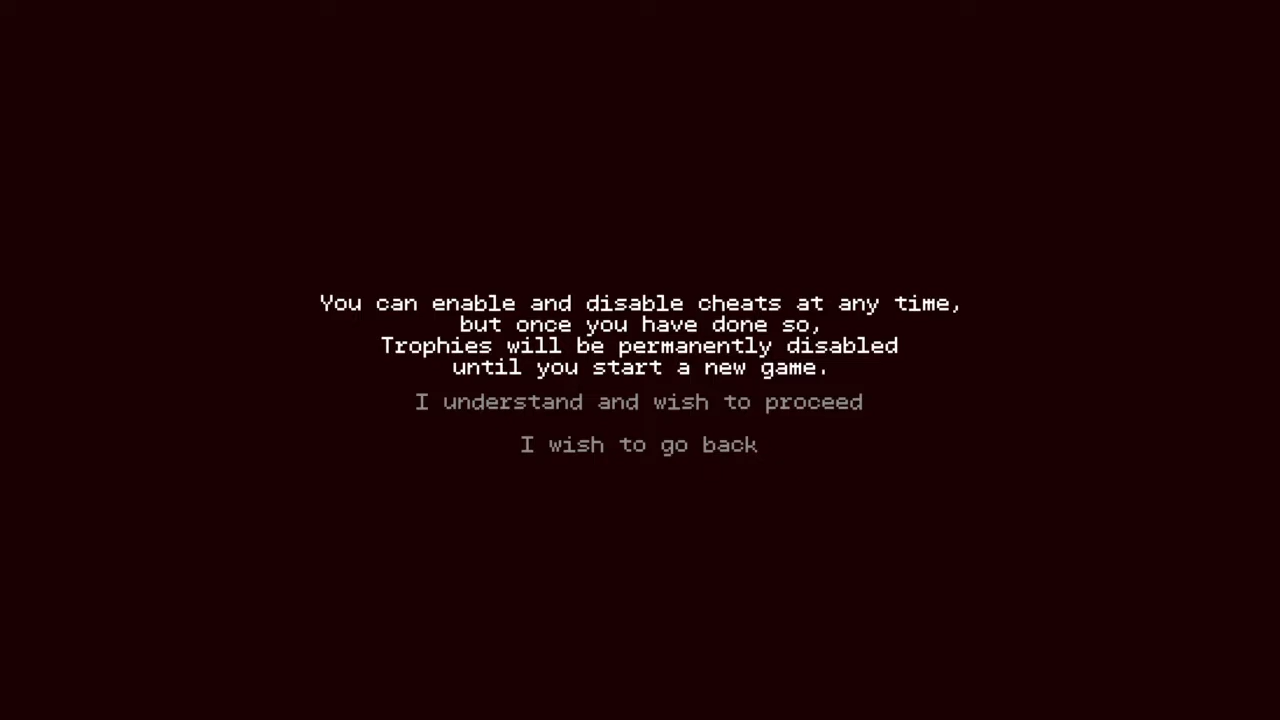 You can enable and disable cheats at any time,
but once you have done so,
Trophies will be permanently disabled
until you start a new game.
I understand and wish to proceed
I wish to go back